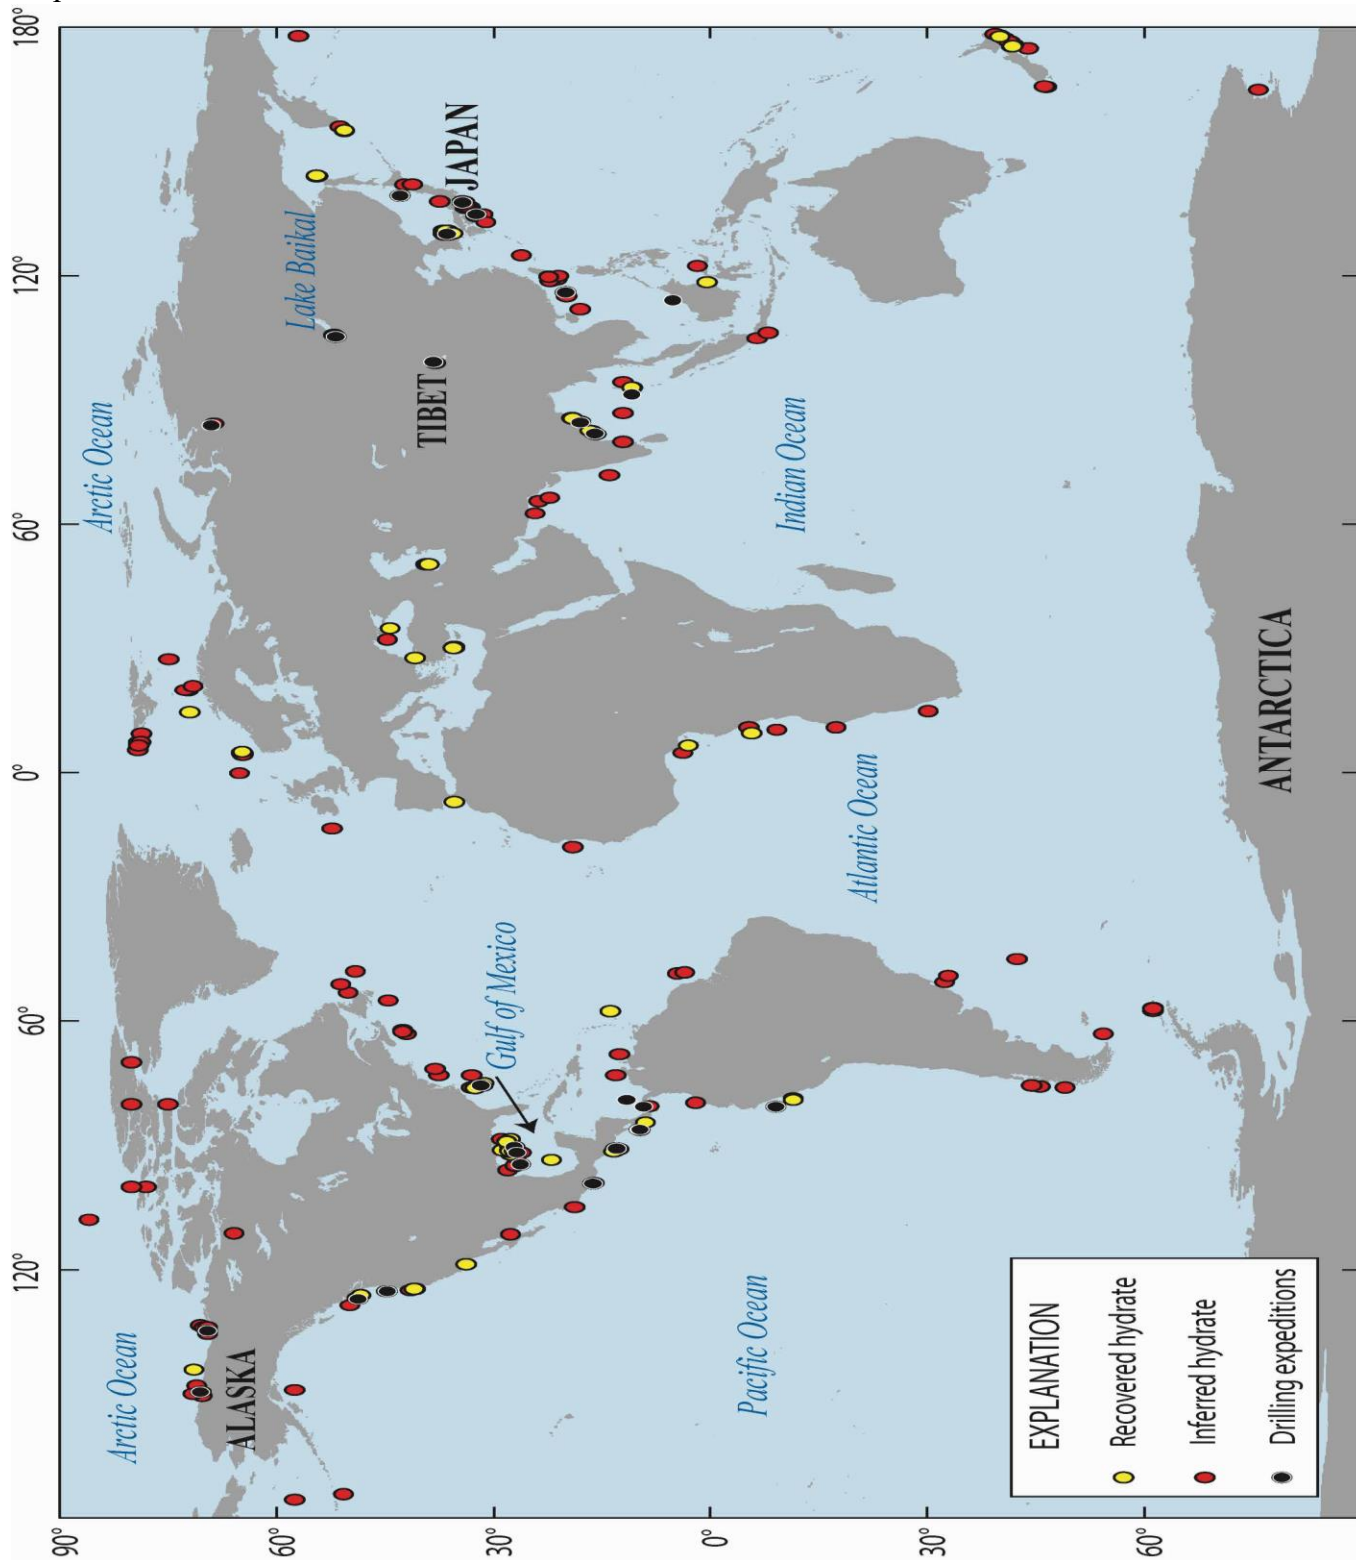 180°
120°
60°
0°
60°
120°
90°
60°
30°
0°
30°
60°
Arctic Ocean
Arctic Ocean
ALASKA
Lake Baikal
TIBET
JAPAN
Gulf of Mexico
Pacific Ocean
Atlantic Ocean
Indian Ocean
ANTARCTICA
EXPLANATION
Recovered hydrate
Inferred hydrate
Drilling expeditions